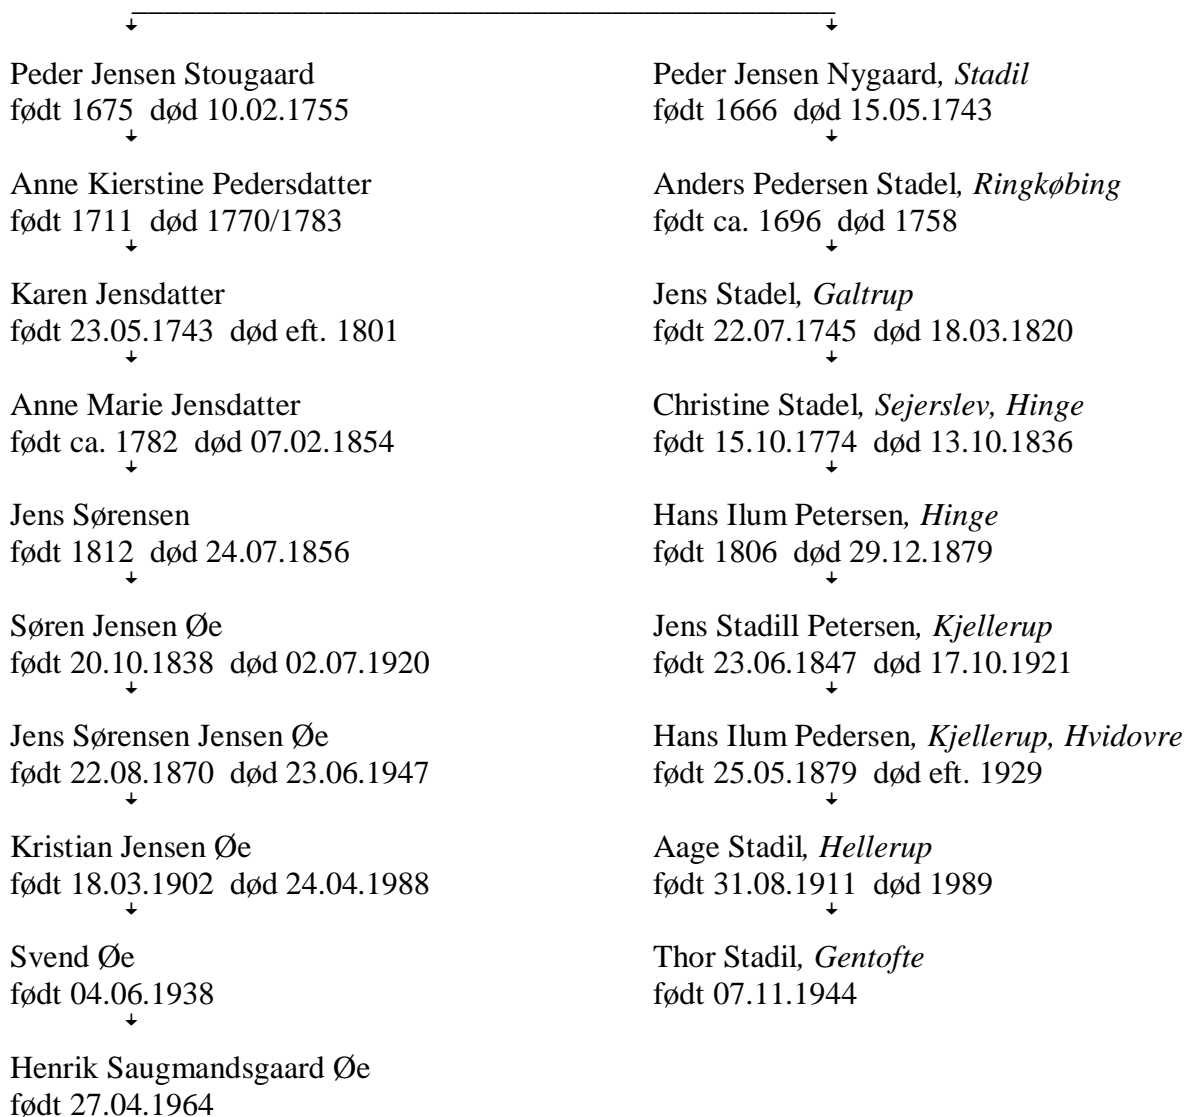 Peder Jensen Stougaard
født 1675 død 10.02.1755
Anne Kierstine Pedersdatter
født 1711 død 1770/1783
Karen Jensdatter
født 23.05.1743 død eft. 1801
Anne Marie Jensdatter
født ca. 1782 død 07.02.1854
Jens Sørensen
født 1812 død 24.07.1856
Søren Jensen Øe
født 20.10.1838 død 02.07.1920
Jens Sørensen Jensen Øe
født 22.08.1870 død 23.06.1947
Kristian Jensen Øe
født 18.03.1902 død 24.04.1988
Svend Øe
født 04.06.1938
Henrik Saugmandsgaard Øe
født 27.04.1964
Peder Jensen Nygaard, Stadil
født 1666 død 15.05.1743
Anders Pedersen Stadel, Ringkøbing
født ca. 1696 død 1758
Jens Stadel, Galtrup
født 22.07.1745 død 18.03.1820
Christine Stadel, Sejerslev, Hinge
født 15.10.1774 død 13.10.1836
Hans Ilum Petersen, Hinge
født 1806 død 29.12.1879
Jens Stadill Petersen, Kjellerup
født 23.06.1847 død 17.10.1921
Hans Ilum Pedersen, Kjellerup, Hvidovre
født 25.05.1879 død eft. 1929
Aage Stadil, Hellerup
født 31.08.1911 død 1989
Thor Stadil, Gentofte
født 07.11.1944